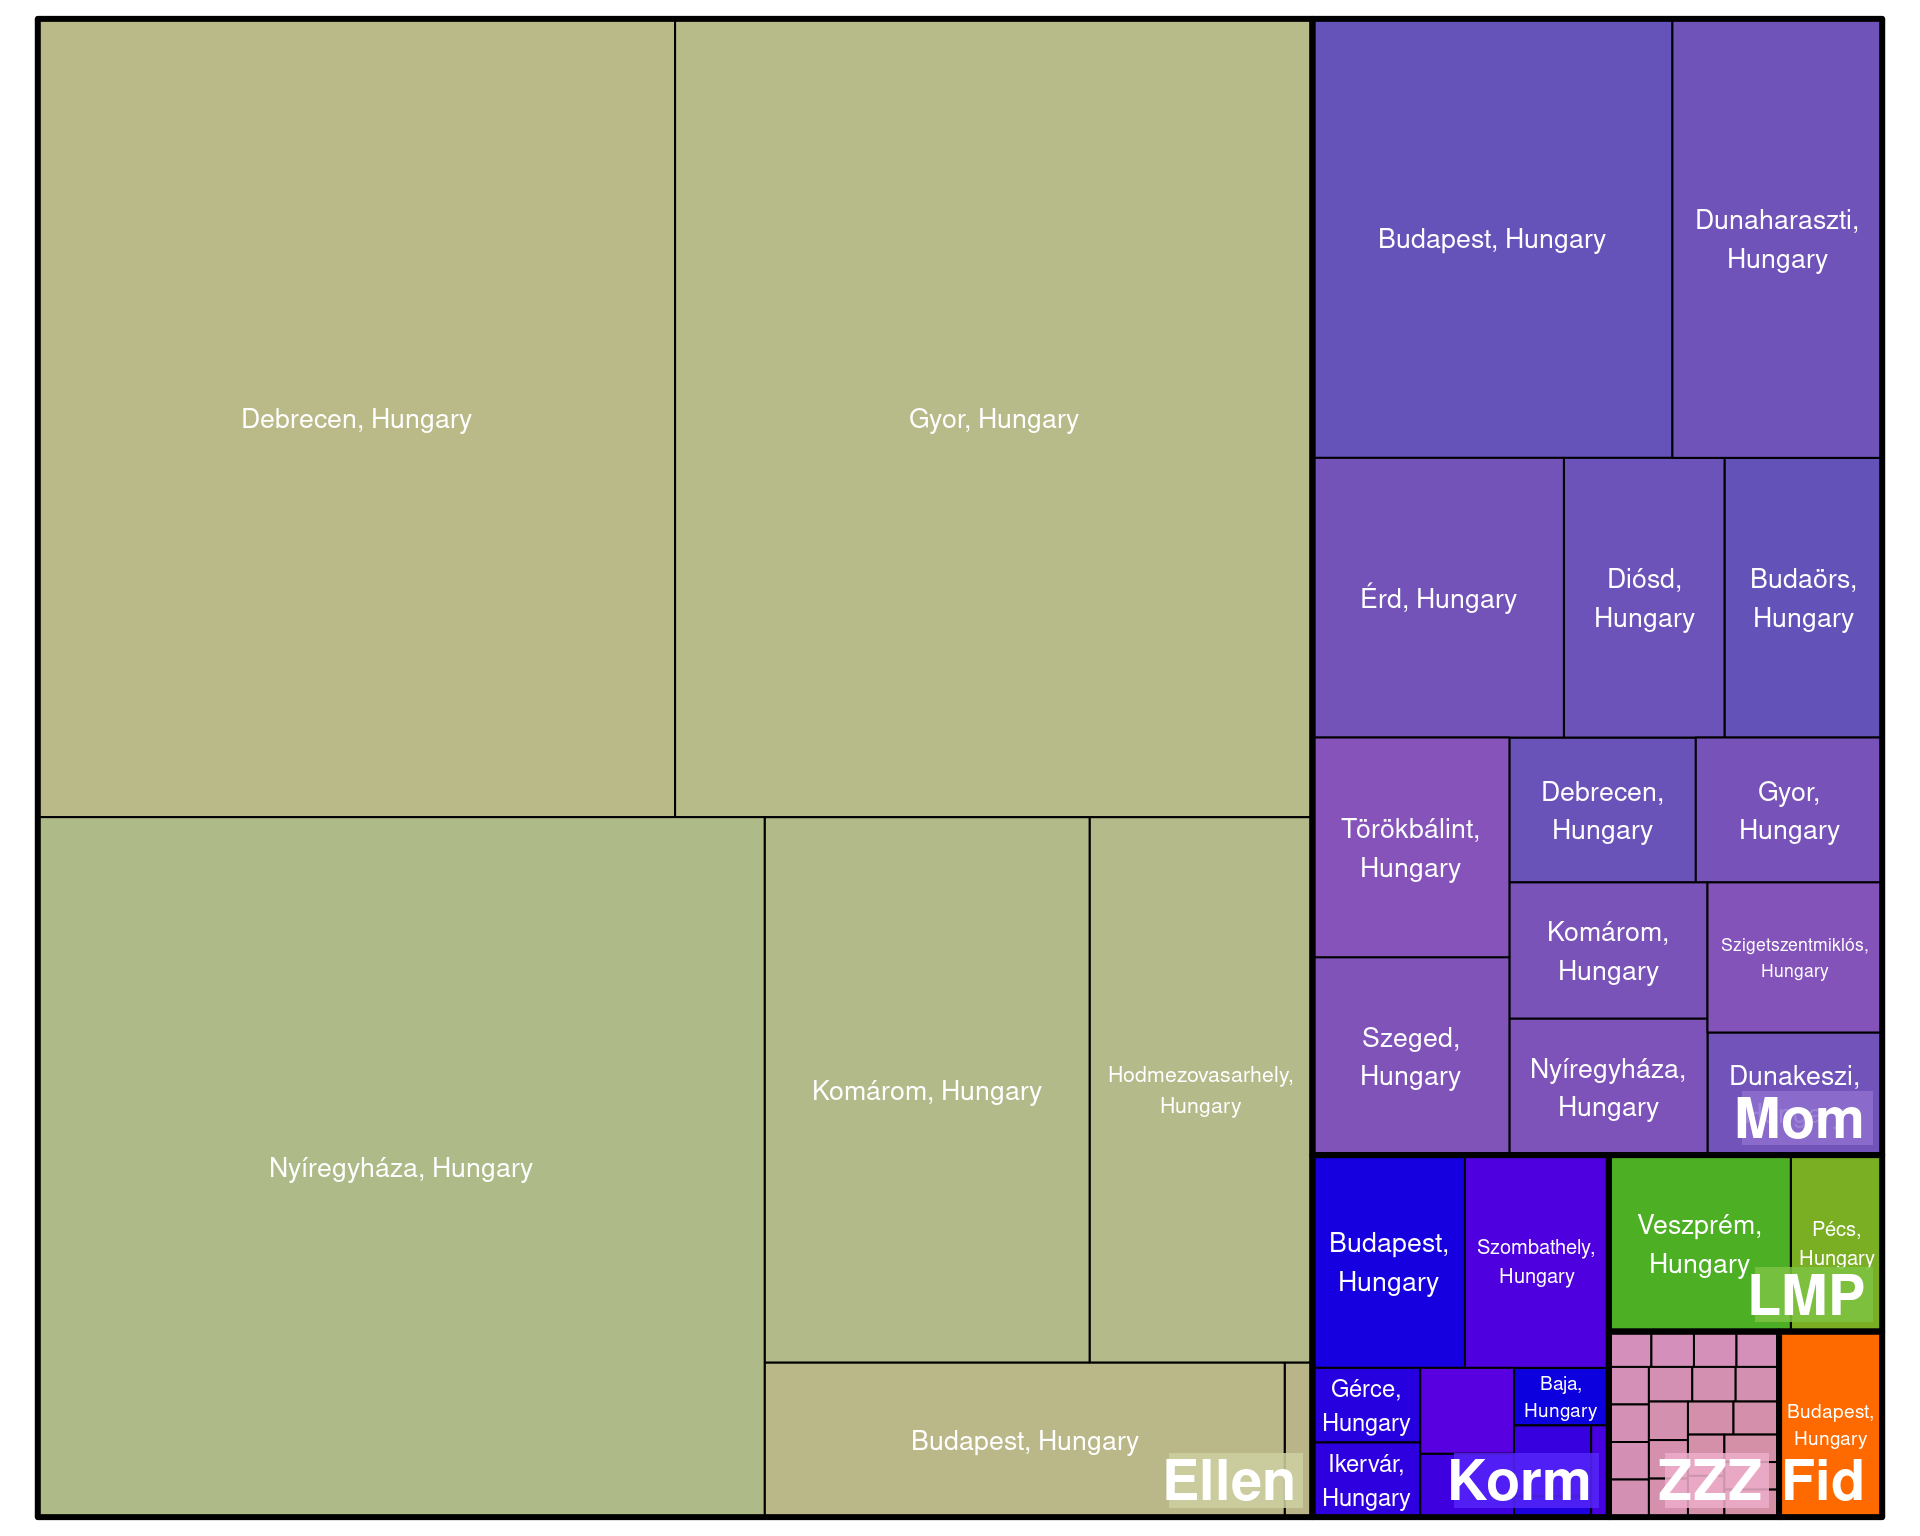 Debrecen, Hungary
Gyor, Hungary
Nyíregyháza, Hungary
Komárom, Hungary
Hodmezovasarhely,
Hungary
Budapest, Hungary
Ellen
Budapest, Hungary
Dunaharaszti,
Hungary
Érd, Hungary
Diósd,
Hungary
Budaörs,
Hungary
Törökbálint,
Hungary
Debrecen,
Hungary
Gyor,
Hungary
Szeged,
Hungary
Komárom,
Hungary
Szigetszentmiklós,
Hungary
Nyíregyháza,
Hungary
Dunakeszi,
Mom
Budapest,
Hungary
Szombathely,
Hungary
Gérce,
Hungary
Ikervár,
Hungary
Baja,
Hungary
Korm
Veszprém,
Hungary
Pécs,
Hungary
LMP
ZZZ
Budapest,
Hungary
Fid